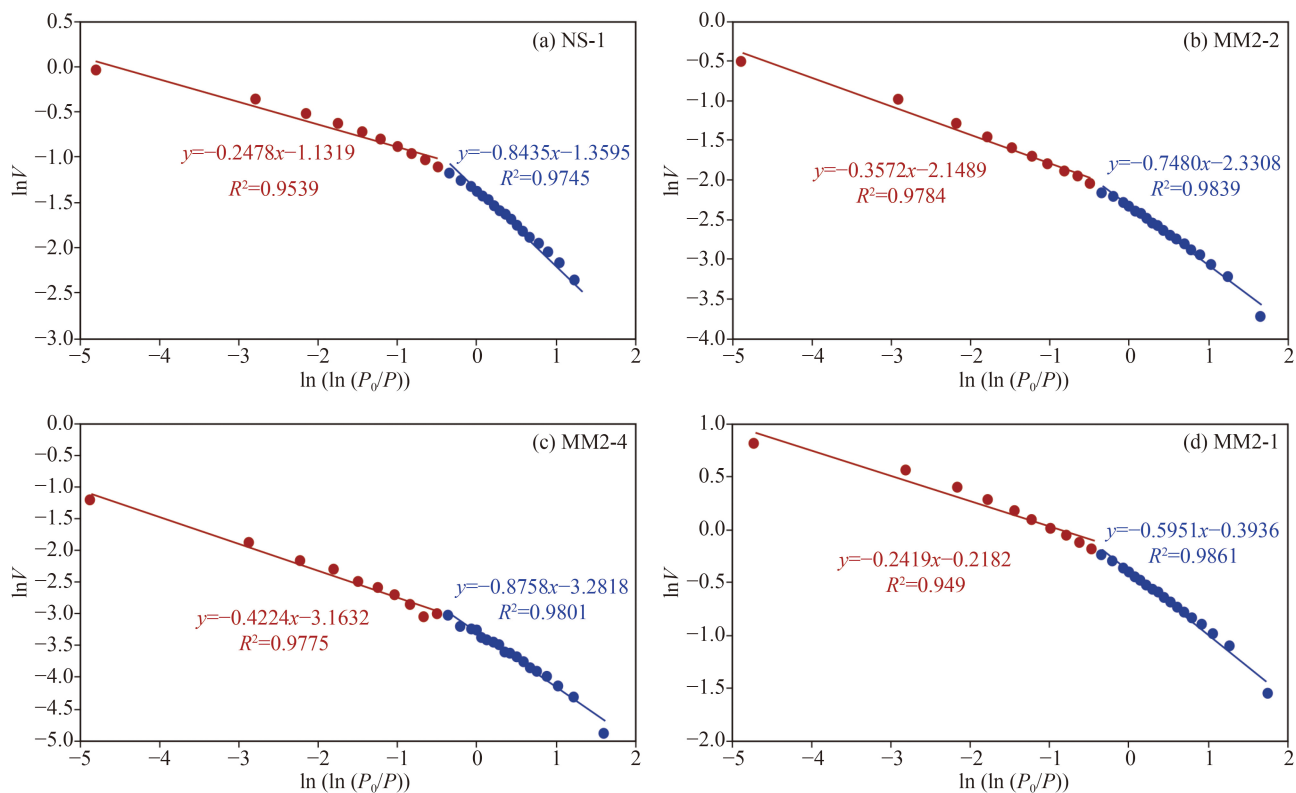 (a) NS-1
0.5
0.0
−0.5
−1.0
−1.5
−2.0
−2.5
−3.0
lnV
y=−0.2478x−1.1319
R²=0.9539
y=−0.8435x−1.3595
R²=0.9745
−5 −4 −3 −2 −1 0 1 2
ln (ln (P₀/P))
(b) MM2-2
0.0
−0.5
−1.0
−1.5
−2.0
−2.5
−3.0
−3.5
−4.0
lnV
y=−0.3572x−2.1489
R²=0.9784
y=−0.7480x−2.3308
R²=0.9839
−5 −4 −3 −2 −1 0 1 2
ln (ln (P₀/P))
(c) MM2-4
0.0
−0.5
−1.0
−1.5
−2.0
−2.5
−3.0
−3.5
−4.0
−4.5
−5.0
lnV
y=−0.4224x−3.1632
R²=0.9775
y=−0.8758x−3.2818
R²=0.9801
−5 −4 −3 −2 −1 0 1 2
ln (ln (P₀/P))
(d) MM2-1
1.0
0.5
0.0
−0.5
−1.0
−1.5
−2.0
lnV
y=−0.2419x−0.2182
R²=0.949
y=−0.5951x−0.3936
R²=0.9861
−5 −4 −3 −2 −1 0 1 2
ln (ln (P₀/P))